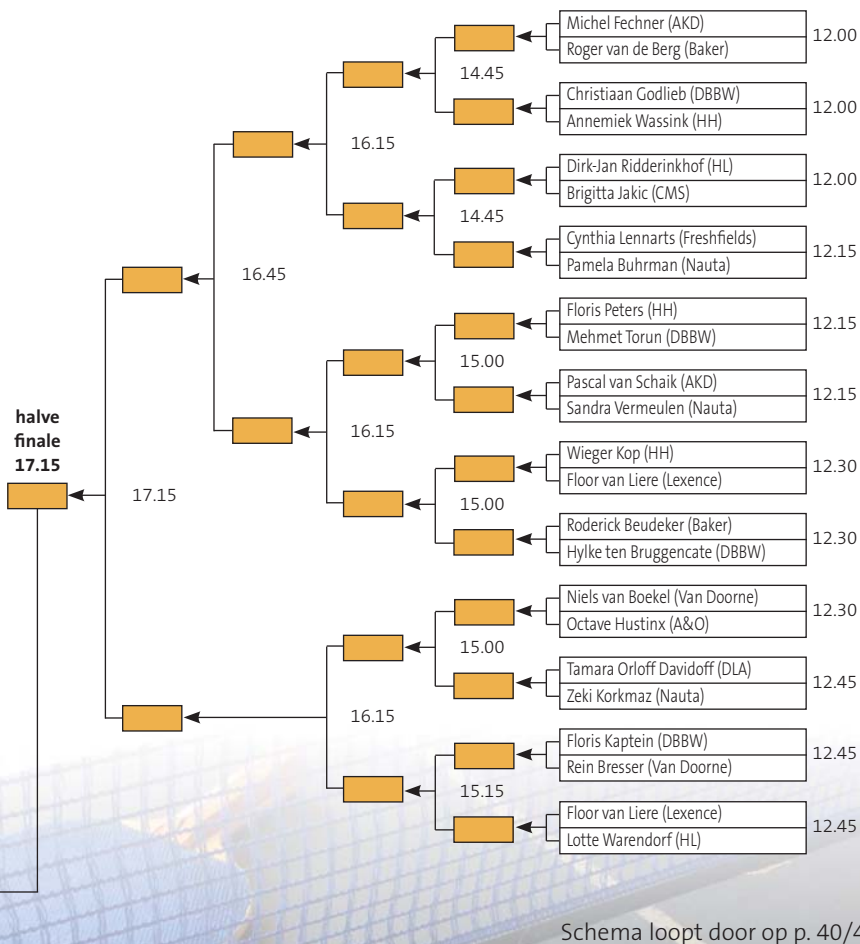 Michel Fechner (AKD)
Roger van de Berg (Baker)
12.00
14.45
Christiaan Godlieb (DBBW)
Annemiek Wassink (HH)
12.00
16.15
Dirk-Jan Ridderinkhof (HL)
Brigitta Jakic (CMS)
12.00
14.45
Cynthia Lennarts (Freshfields)
Pamela Buhrman (Nauta)
12.15
16.45
Floris Peters (HH)
Mehmet Torun (DBBW)
12.15
15.00
Pascal van Schaik (AKD)
Sandra Vermeulen (Nauta)
12.15
halve
finale
17.15
16.15
Wieger Kop (HH)
Floor van Liere (Lexence)
12.30
17.15
15.00
Roderick Beudeker (Baker)
Hylke ten Bruggencate (DBBW)
12.30
Niels van Boekel (Van Doorne)
Octave Hustinx (A&O)
12.30
15.00
Tamara Orloff Davidoff (DLA)
Zeki Korkmaz (Nauta)
12.45
16.15
Floris Kaptein (DBBW)
Rein Bresser (Van Doorne)
12.45
15.15
Floor van Liere (Lexence)
Lotte Warendorf (HL)
12.45
Schema loopt door op p. 40/4